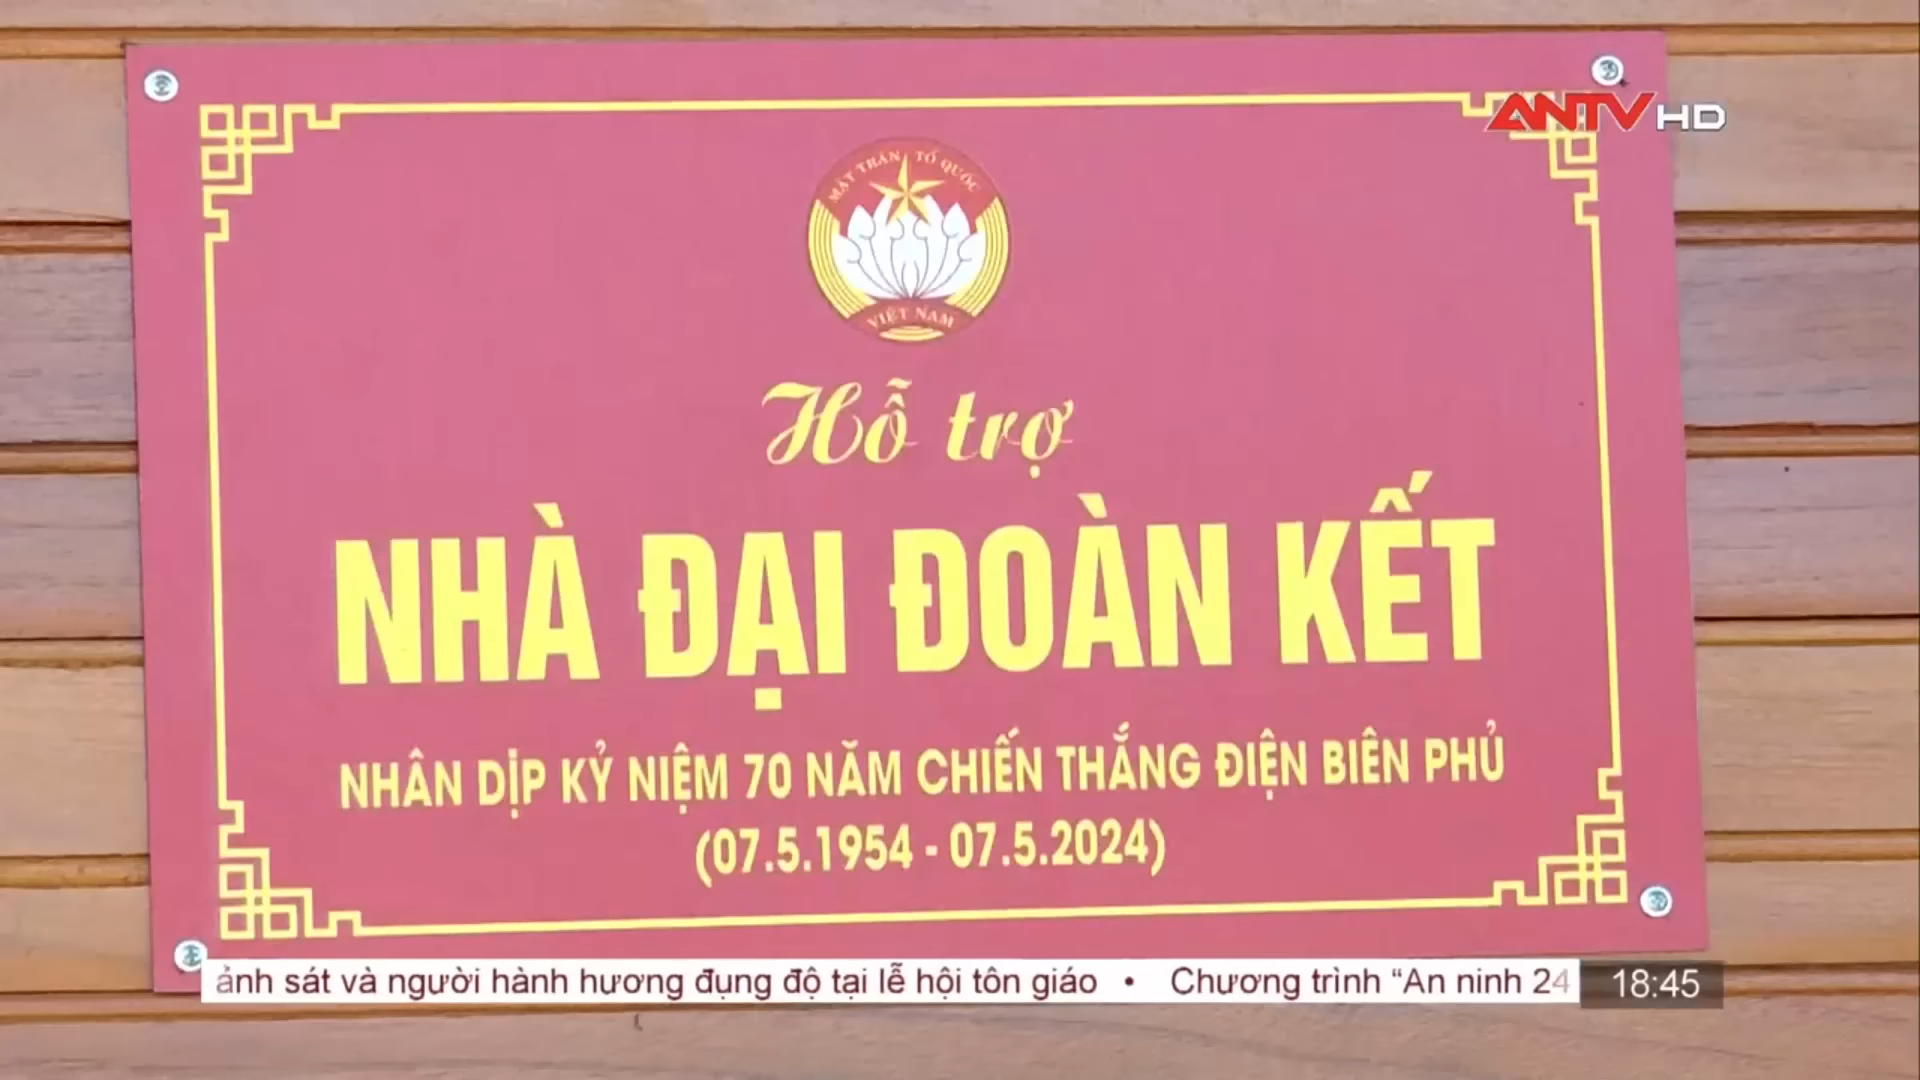 ANTV HD
MẶT TRẬN TỔ QUỐC
VIỆT NAM
Hỗ trợ
NHÀ ĐẠI ĐOÀN KẾT
NHÂN DỊP KỶ NIỆM 70 NĂM CHIẾN THẮNG ĐIỆN BIÊN PHỦ
(07.5.1954 - 07.5.2024)
ảnh sát và người hành hương đụng độ tại lễ hội tôn giáo • Chương trình “An ninh 24
18:45